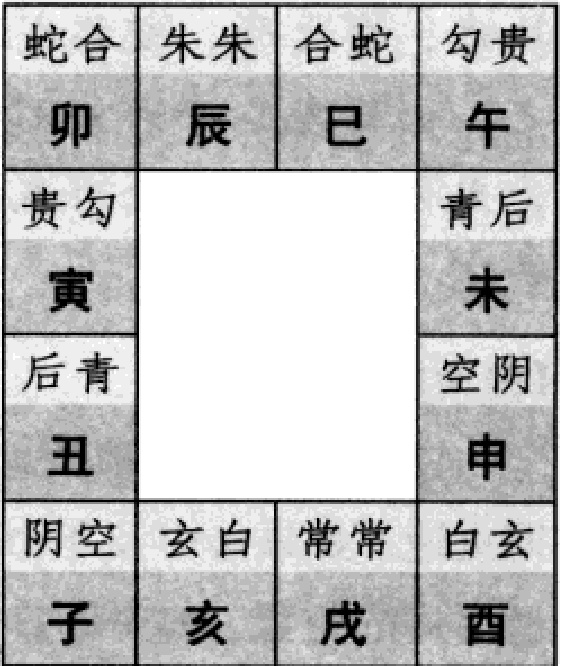 蛇合 朱朱 合蛇 勾贵
卯 辰 巳 午
贵勾 青后
寅 未
后青 空阴
丑 申
阴空 玄白 常常 白玄
子 亥 戌 酉